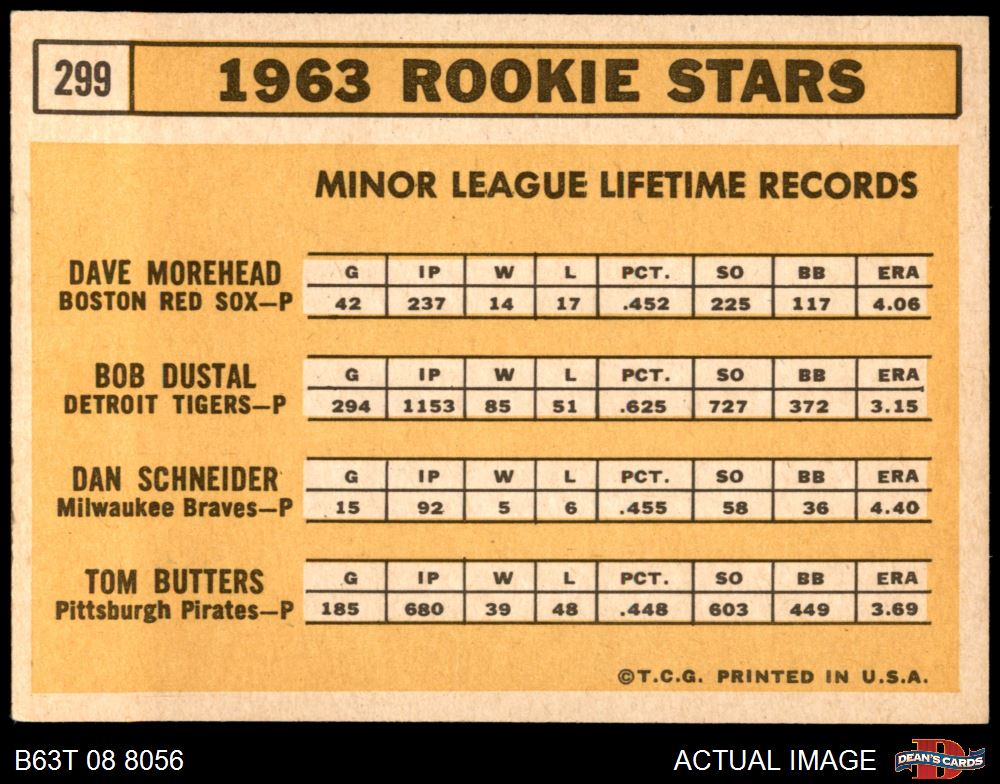 299 1963 ROOKIE STARS
MINOR LEAGUE LIFETIME RECORDS
DAVE MOREHEAD G IP W L PCT. SO BB ERA
BOSTON RED SOX—P 42 237 14 17 .452 225 117 4.06
BOB DUSTAL G IP W L PCT. SO BB ERA
DETROIT TIGERS—P 294 1153 85 51 .625 727 372 3.15
DAN SCHNEIDER G IP W L PCT. SO BB ERA
Milwaukee Braves—P 15 92 5 6 .455 58 36 4.40
TOM BUTTERS G IP W L PCT. SO BB ERA
Pittsburgh Pirates—P 185 680 39 48 .448 603 449 3.69
©T.C.G. PRINTED IN U.S.A.
B63T 08 8056 ACTUAL IMAGE DEAN'S CARDS